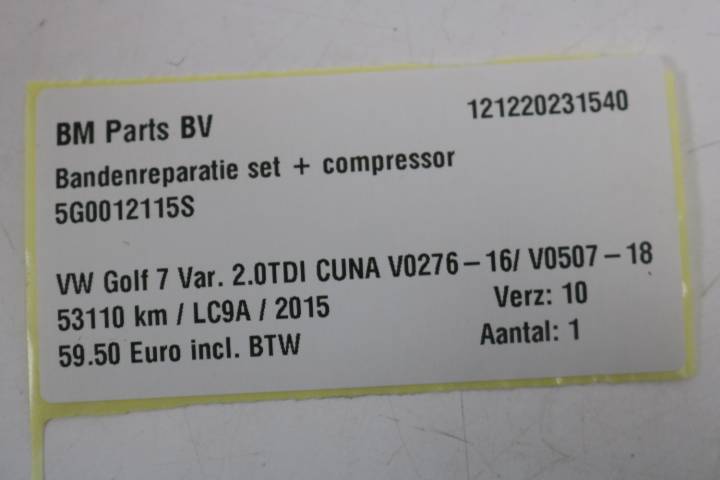 BM Parts BV 121220231540
Bandenreparatie set + compressor
5G0012115S
VW Golf 7 Var. 2.0TDI CUNA V0276-16/ V0507-18
53110 km / LC9A / 2015 Verz: 10
59.50 Euro incl. BTW Aantal: 1